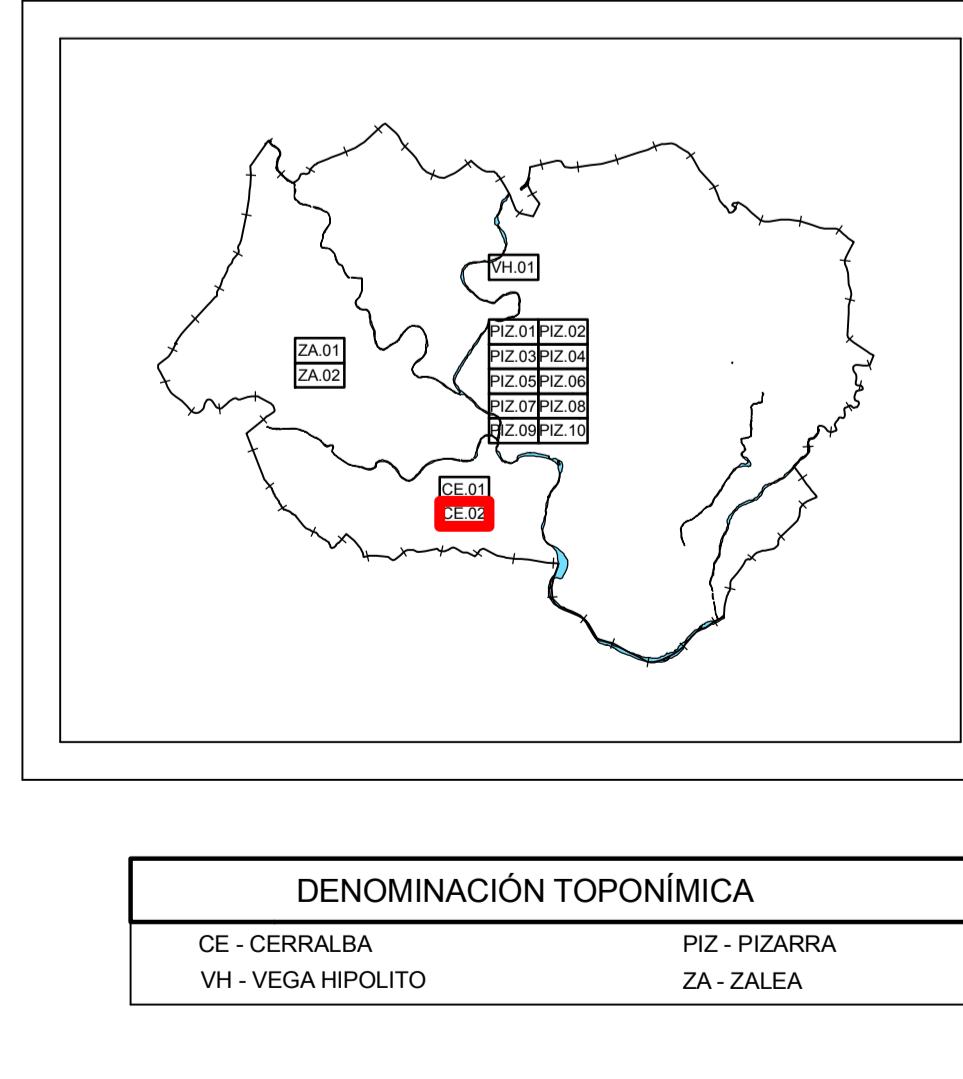 VH.01
PIZ.01 PIZ.02
ZA.01
PIZ.03 PIZ.04
ZA.02
PIZ.05 PIZ.06
PIZ.07 PIZ.08
PIZ.09 PIZ.10
CE.01
CE.02
DENOMINACIÓN TOPONÍMICA
CE - CERRALBA PIZ - PIZARRA
VH - VEGA HIPOLITO ZA - ZALEA